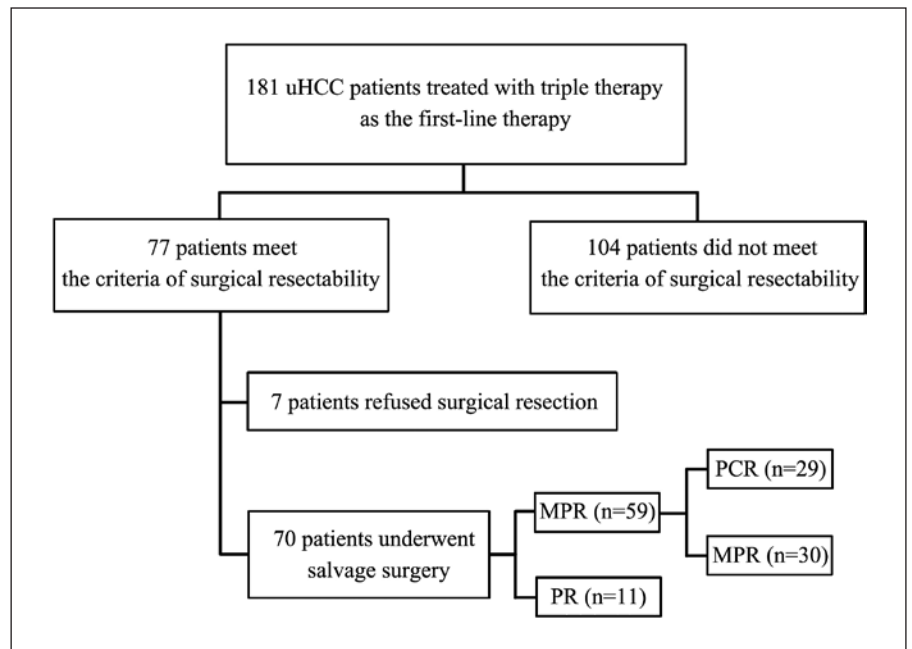 181 uHCC patients treated with triple therapy
as the first-line therapy
77 patients meet
the criteria of surgical resectability
104 patients did not meet
the criteria of surgical resectability
7 patients refused surgical resection
70 patients underwent
salvage surgery
MPR (n=59)
PR (n=11)
PCR (n=29)
MPR (n=30)